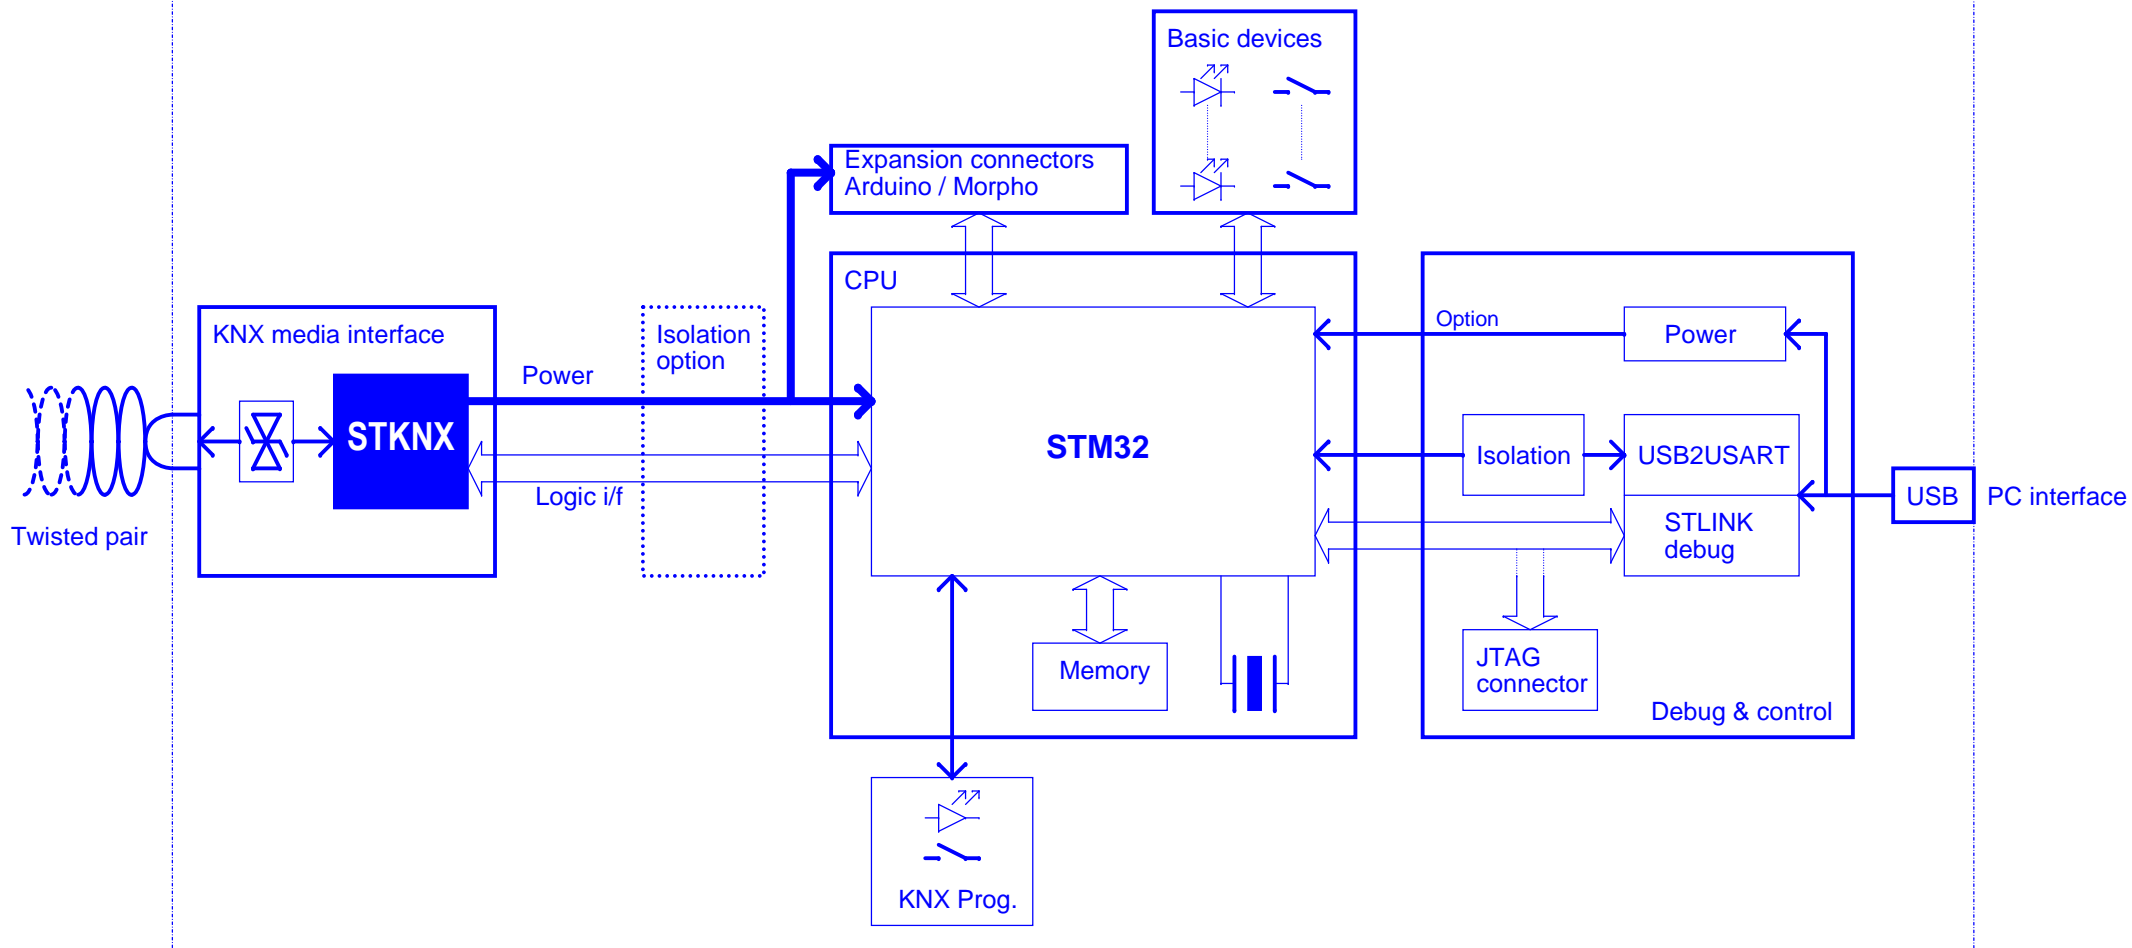 Basic devices
Expansion connectors
Arduino / Morpho
CPU
KNX media interface
Isolation
option
Option
Power
Power
STKNX
STM32
Isolation
USB2USART
Logic i/f
USB
PC interface
Twisted pair
STLINK
debug
Memory
JTAG
connector
Debug & control
KNX Prog.